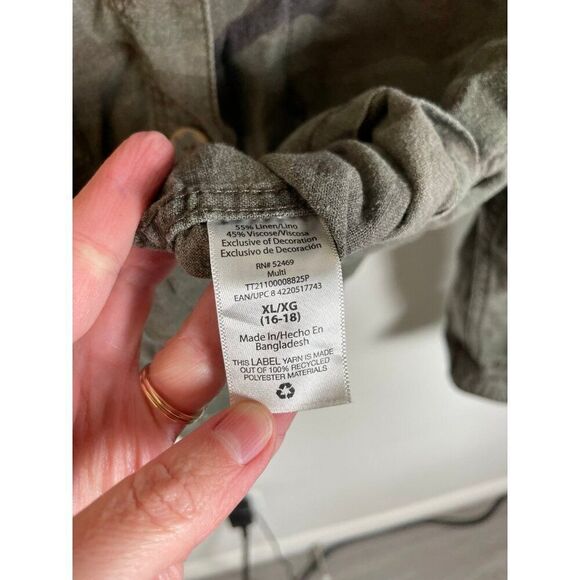 55% Linen/Lino
45% Viscose/Viscosa
Exclusive of Decoration
Exclusivo de Decoración
RN# 52469
Multi
TT21100008825P
EAN/UPC 8 4220517743
XL/XG
(16-18)
Made In/Hecho En
Bangladesh
THIS LABEL YARN IS MADE
OUT OF 100% RECYCLED
POLYESTER MATERIALS